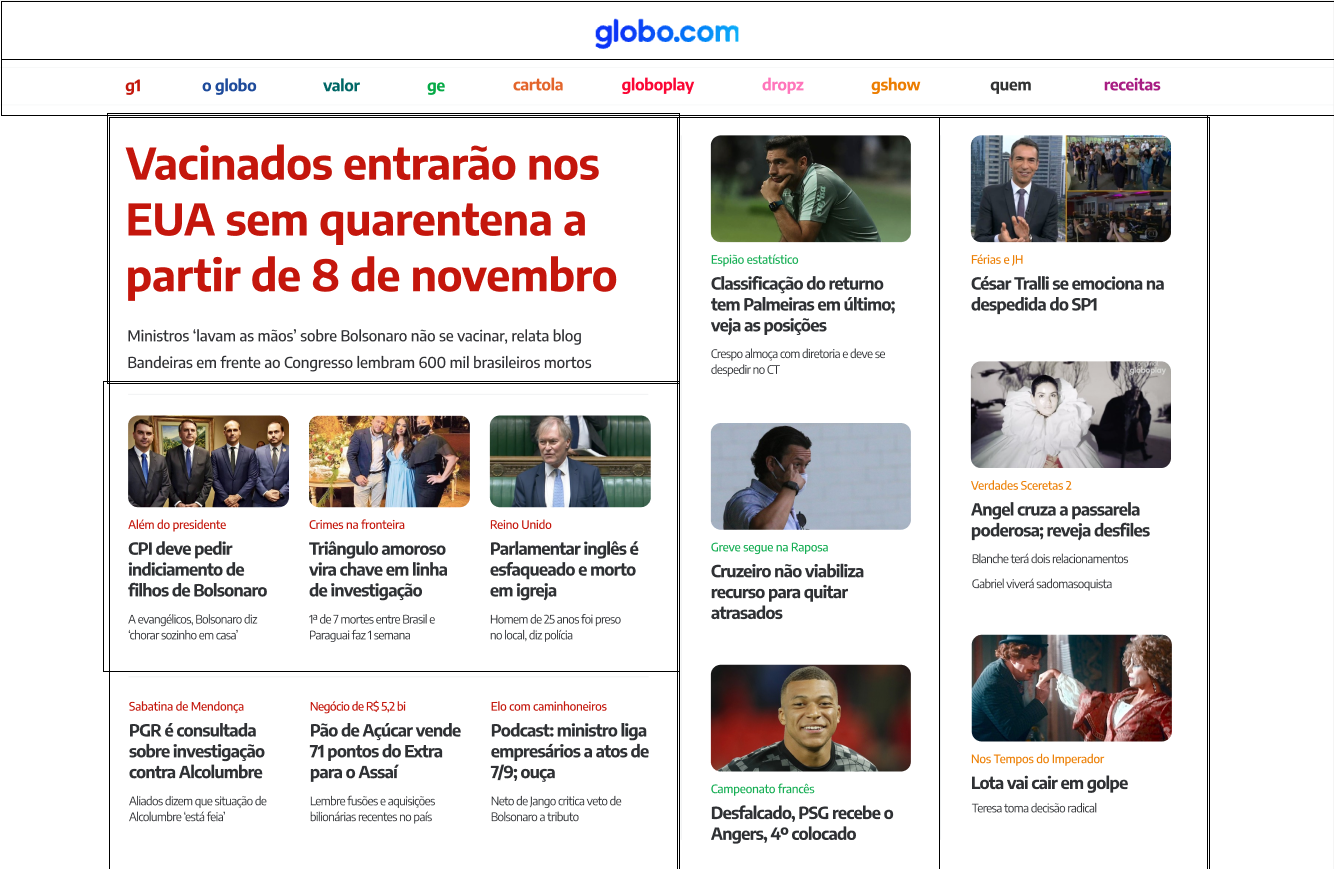 globo.com
g1
o globo
valor
ge
cartola
globoplay
dropz
gshow
quem
receitas
Vacinados entrarão nos
EUA sem quarentena a
partir de 8 de novembro
Ministros ‘lavam as mãos’ sobre Bolsonaro não se vacinar, relata blog
Bandeiras em frente ao Congresso lembram 600 mil brasileiros mortos
Além do presidente
CPI deve pedir
indiciamento de
filhos de Bolsonaro
A evangélicos, Bolsonaro diz
‘chorar sozinho em casa’
Crimes na fronteira
Triângulo amoroso
vira chave em linha
de investigação
1ª de 7 mortes entre Brasil e
Paraguai faz 1 semana
Reino Unido
Parlamentar inglês é
esfaqueado e morto
em igreja
Homem de 25 anos foi preso
no local, diz polícia
Sabatina de Mendonça
PGR é consultada
sobre investigação
contra Alcolumbre
Aliados dizem que situação de
Alcolumbre ‘está feia’
Negócio de R$ 5,2 bi
Pão de Açúcar vende
71 pontos do Extra
para o Assaí
Lembre fusões e aquisições
bilionárias recentes no país
Elo com caminhoneiros
Podcast: ministro liga
empresários a atos de
7/9; ouça
Neto de Jango critica veto de
Bolsonaro a tributo
Espião estatístico
Classificação do returno
tem Palmeiras em último;
veja as posições
Crespo almoça com diretoria e deve se
despedir no CT
Greve segue na Raposa
Cruzeiro não viabiliza
recurso para quitar
atrasados
Campeonato francês
Desfalcado, PSG recebe o
Angers, 4º colocado
Férias e JH
César Tralli se emociona na
despedida do SP1
globoplay
Verdades Sceretas 2
Angel cruza a passarela
poderosa; reveja desfiles
Blanche terá dois relacionamentos
Gabriel viverá sadomasoquista
Nos Tempos do Imperador
Lota vai cair em golpe
Teresa toma decisão radical